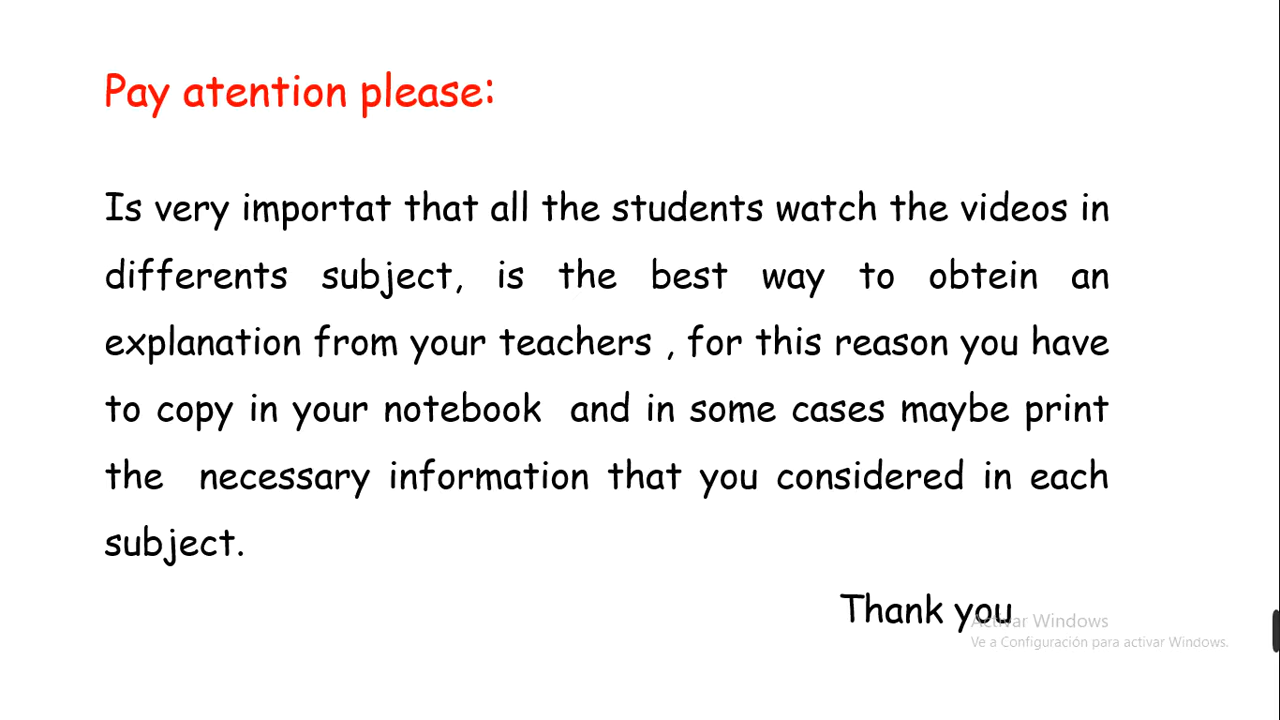 Pay atention please:
Is very importat that all the students watch the videos in
differents subject, is the best way to obtein an
explanation from your teachers , for this reason you have
to copy in your notebook and in some cases maybe print
the necessary information that you considered in each
subject.
Thank you
Activar Windows
Ve a Configuración para activar Windows.